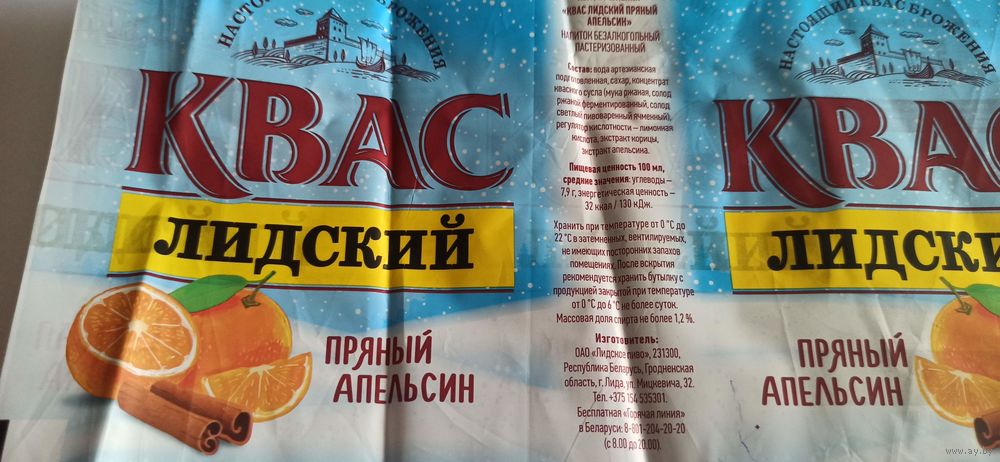 НАСТОЯЩИЙ КВАС БРОЖЕНИЯ
КВАС
ЛИДСКИЙ
ПРЯНЫЙ
АПЕЛЬСИН
«КВАС ЛИДСКИЙ ПРЯНЫЙ
АПЕЛЬСИН»
НАПИТОК БЕЗАЛКОГОЛЬНЫЙ
ПАСТЕРИЗОВАННЫЙ
Состав: вода артезианская
подготовленная, сахар, концентрат
квасного сусла (мука ржаная, солод
ржаной ферментированный, солод
светлый пивоваренный ячменный),
регулятор кислотности – лимонная
кислота, экстракт корицы,
экстракт апельсина.
Пищевая ценность 100 мл,
средние значения: углеводы –
7,9 г, энергетическая ценность –
32 ккал / 130 кДж.
Хранить при температуре от 0 °С до
22 °С в затемненных, вентилируемых,
не имеющих посторонних запахов
помещениях. После вскрытия
рекомендуется хранить бутылку с
продукцией закрытой при температуре
от 0 °С до 6 °С не более суток.
Массовая доля спирта не более 1,2 %.
Изготовитель:
ОАО «Лидское пиво», 231300,
Республика Беларусь, Гродненская
область, г. Лида, ул. Мицкевича, 32.
Тел. +375 154 535301.
Бесплатная «Горячая линия»
в Беларуси: 8-801-204-20-20
(с 8.00 до 20.00).
НАСТОЯЩИЙ КВАС БРОЖЕНИЯ
КВАС
ЛИДСКИ
ПРЯНЫЙ
АПЕЛЬСИН
www.ay.by